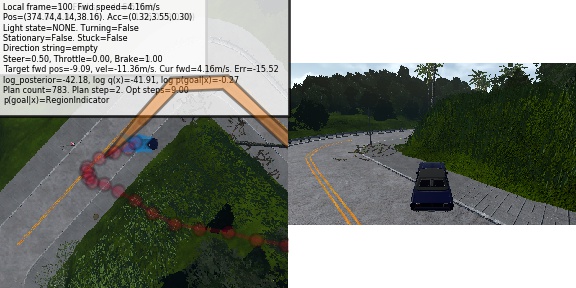 Local frame=100: Fwd speed=4.16m/s
Pos=(374.74,4.14,38.16). Acc=(0.32,3.55,0.30)
Light state=NONE. Turning=False
Stationary=False. Stuck=False
Direction string=empty
Steer=0.50, Throttle=0.00, Brake=1.00
Target fwd pos=-9.09, vel=-11.36m/s. Cur fwd=4.16m/s. Err=-15.52
log_posterior=-42.18, log q(x)=-41.91, log p(goal|x)=-0.27
Plan count=783. Plan step=2. Opt steps=9.00
p(goal|x)=RegionIndicator